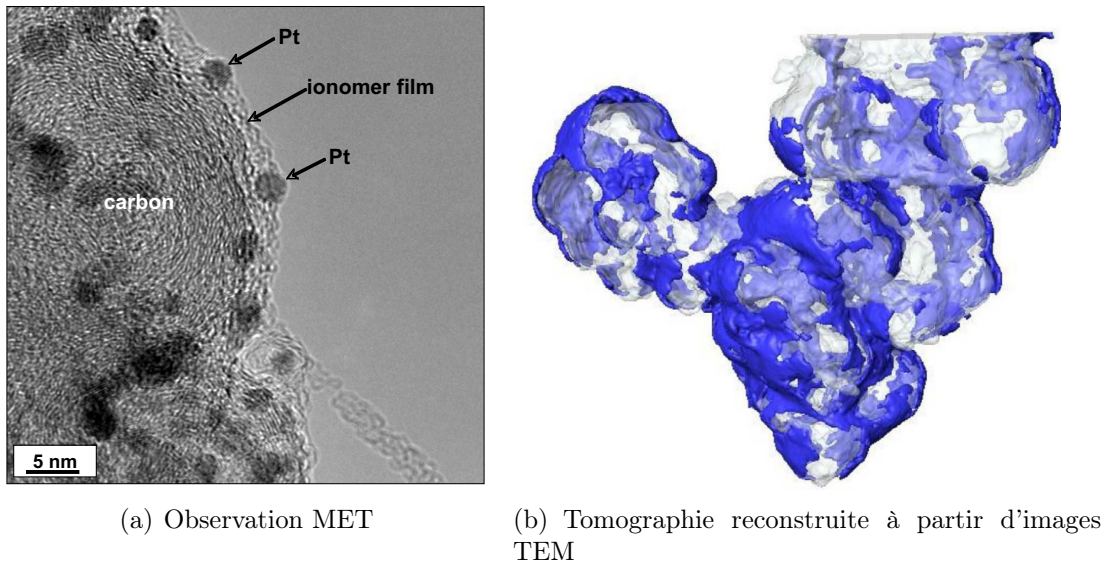 Pt
ionomer film
Pt
carbon
5 nm
(a) Observation MET
(b) Tomographie reconstruite à partir d'images
TEM